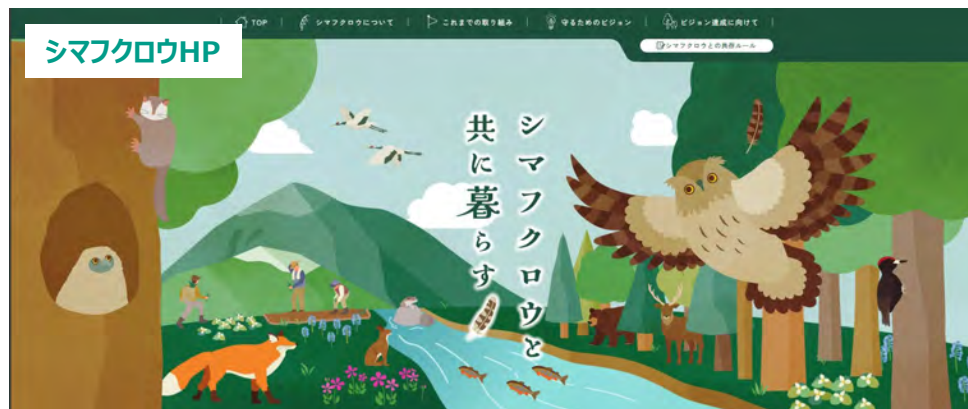 TOP
シマフクロウについて
これまでの取り組み
守るためのビジョン
ビジョン達成に向けて
シマフクロウHP
シマフクロウとの共存ルール
シマフクロウと
共に暮らす